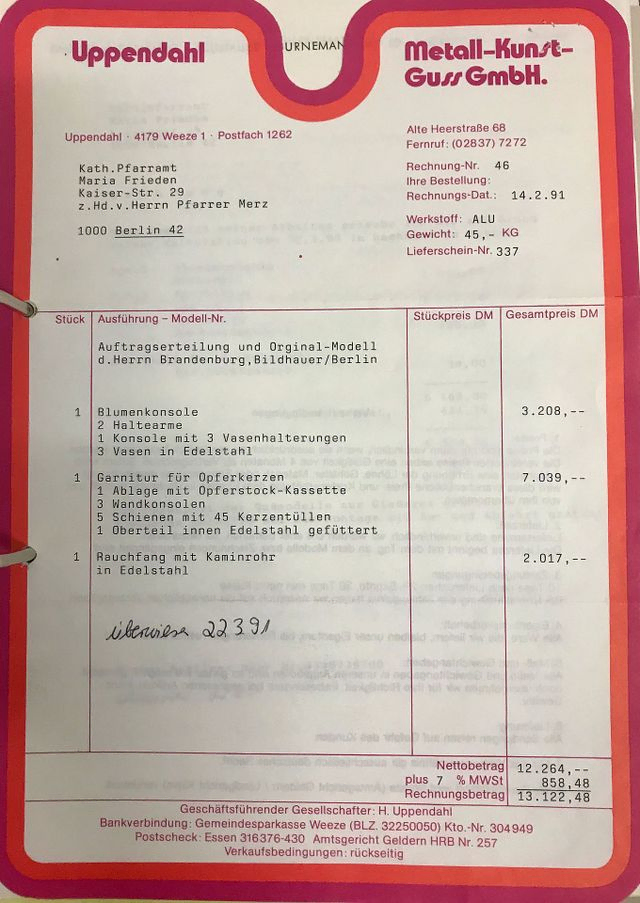 Uppendahl
URNEMAN
Metall-Kunst-
Guss GmbH.
Uppendahl · 4179 Weeze 1 · Postfach 1262
Alte Heerstraße 68
Fernruf: (02837) 7272
Kath.Pfarramt
Maria Frieden
Kaiser-Str. 29
z.Hd.v.Herrn Pfarrer Merz
1000 Berlin 42
Rechnung-Nr. 46
Ihre Bestellung:
Rechnungs-Dat.: 14.2.91
Werkstoff: ALU
Gewicht: 45,- KG
Lieferschein-Nr. 337
Stück Ausführung – Modell-Nr. Stückpreis DM Gesamtpreis DM
Auftragserteilung und Orginal-Modell
d.Herrn Brandenburg,Bildhauer/Berlin
1 Blumenkonsole 3.208,--
2 Haltearme
1 Konsole mit 3 Vasenhalterungen
3 Vasen in Edelstahl
1 Garnitur für Opferkerzen 7.039,--
1 Ablage mit Opferstock-Kassette
3 Wandkonsolen
5 Schienen mit 45 Kerzentüllen
1 Oberteil innen Edelstahl gefüttert
1 Rauchfang mit Kaminrohr 2.017,--
in Edelstahl
überwiesen 22391
Nettobetrag 12.264,--
plus 7 % MWSt 858,48
Rechnungsbetrag 13.122,48
Geschäftsführender Gesellschafter: H. Uppendahl
Bankverbindung: Gemeindesparkasse Weeze (BLZ. 32250050) Kto.-Nr. 304949
Postscheck: Essen 316376-430 Amtsgericht Geldern HRB Nr. 257
Verkaufsbedingungen: rückseitig